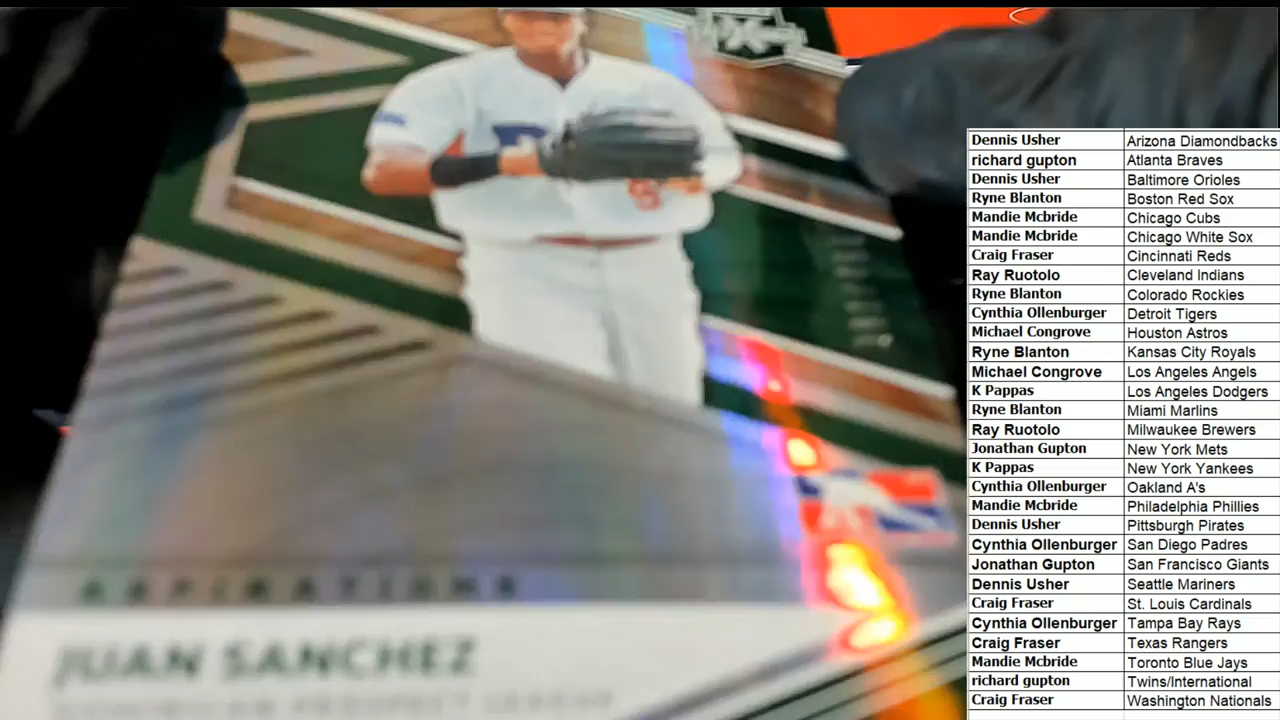 ASPIRATIONS
JUAN SANCHEZ
Dennis Usher Arizona Diamondbacks
richard gupton Atlanta Braves
Dennis Usher Baltimore Orioles
Ryne Blanton Boston Red Sox
Mandie Mcbride Chicago Cubs
Mandie Mcbride Chicago White Sox
Craig Fraser Cincinnati Reds
Ray Ruotolo Cleveland Indians
Ryne Blanton Colorado Rockies
Cynthia Ollenburger Detroit Tigers
Michael Congrove Houston Astros
Ryne Blanton Kansas City Royals
Michael Congrove Los Angeles Angels
K Pappas Los Angeles Dodgers
Ryne Blanton Miami Marlins
Ray Ruotolo Milwaukee Brewers
Jonathan Gupton New York Mets
K Pappas New York Yankees
Cynthia Ollenburger Oakland A's
Mandie Mcbride Philadelphia Phillies
Dennis Usher Pittsburgh Pirates
Cynthia Ollenburger San Diego Padres
Jonathan Gupton San Francisco Giants
Dennis Usher Seattle Mariners
Craig Fraser St. Louis Cardinals
Cynthia Ollenburger Tampa Bay Rays
Craig Fraser Texas Rangers
Mandie Mcbride Toronto Blue Jays
richard gupton Twins/International
Craig Fraser Washington Nationals